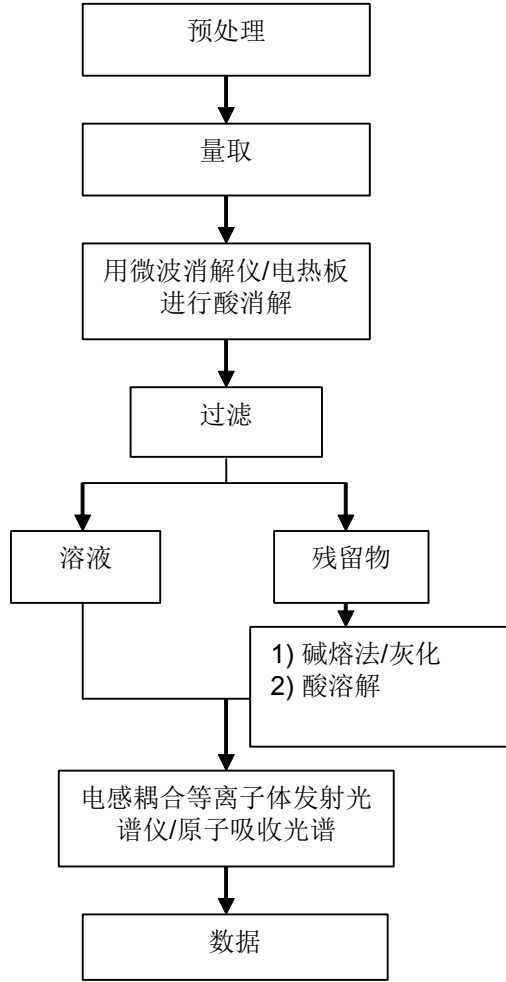 预处理
量取
用微波消解仪/电热板
进行酸消解
过滤
溶液
残留物
1) 碱熔法/灰化
2) 酸溶解
电感耦合等离子体发射光
谱仪/原子吸收光谱
数据